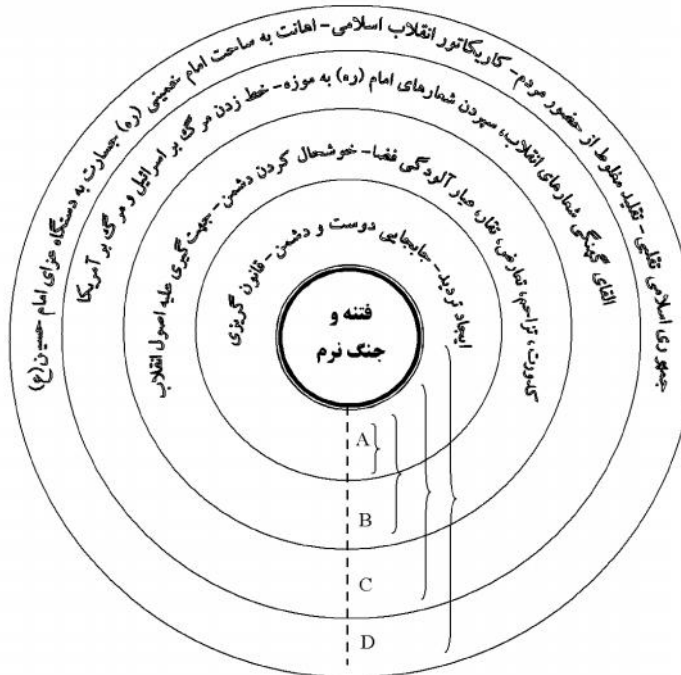 جمهوری اسلامی تقلبی - تقلید مغلوط از حضور مردم - کاریکاتور انقلاب اسلامی - اهانت به ساحت امام خمینی (ره) جسارت به دستگاه عزای امام حسین (ع)
القای کهنگی شعارهای انقلاب، سپردن شعارهای امام (ره) به موزه - خط زدن مرگ بر اسرائیل و مرگ بر آمریکا
کدورت، تزاحم، تعارض، نقار، غبار آلودگی فضا - خوشحال کردن دشمن - جهت گیری علیه اصول انقلاب
ایجاد تردید - جابجایی دوست و دشمن - قانون گریزی
فتنه و
جنگ نرم
A
B
C
D